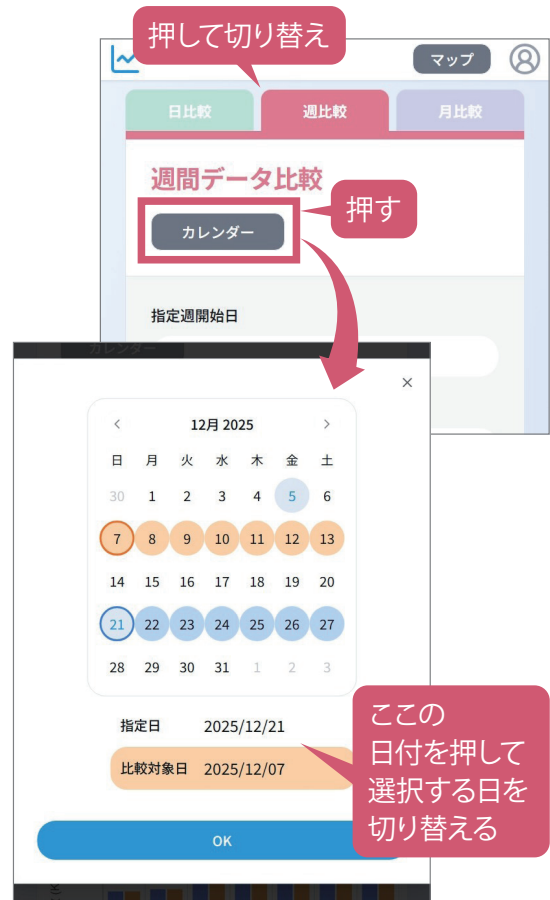 押して切り替え
マップ
日比較
週比較
月比較
週間データ比較
押す
カレンダー
指定週開始日
カレンダー
×
< 12月 2025 >
日 月 火 水 木 金 土
30 1 2 3 4 5 6
7 8 9 10 11 12 13
14 15 16 17 18 19 20
21 22 23 24 25 26 27
28 29 30 31 1 2 3
指定日 2025/12/21
比較対象日 2025/12/07
ここの
日付を押して
選択する日を
切り替える
OK